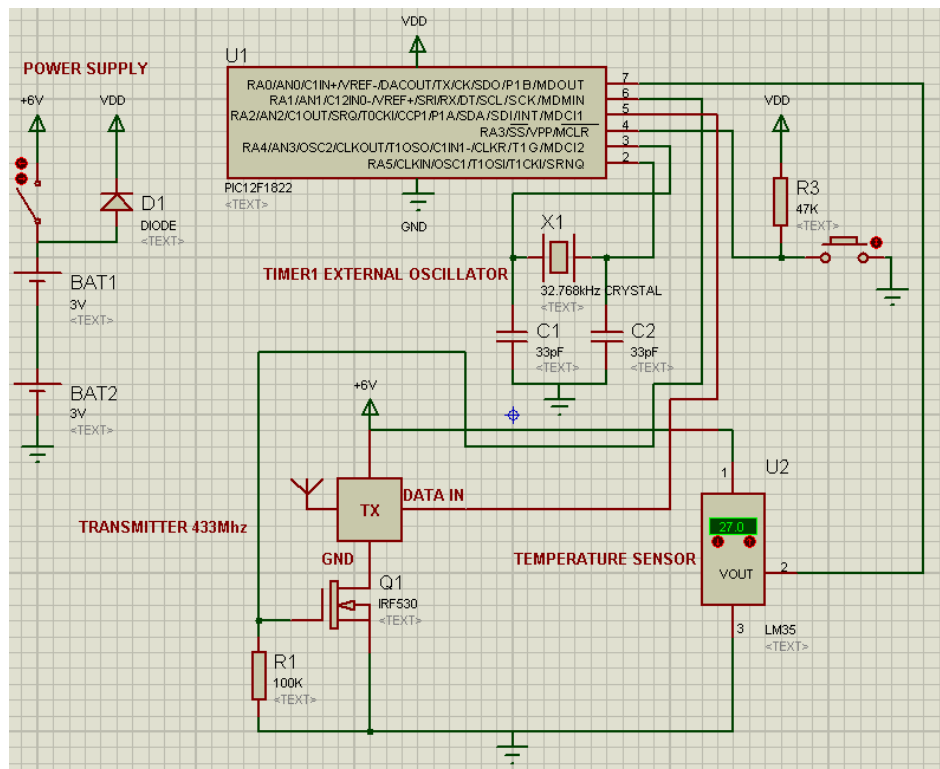 VDD
U1
POWER SUPPLY
+6V
VDD
RA0/AN0/C1IN+/VREF-/DACOUT/TX/CK/SDO/P1B/MDOUT
7
RA1/AN1/C12IN0-/VREF+/SRI/RX/DT/SCL/SCK/MDMIN
6
RA2/AN2/C1OUT/SRQ/T0CKI/CCP1/P1A/SDA/SDI/INT/MDCI1
5
RA3/SS/VPP/MCLR
4
RA4/AN3/OSC2/CLKOUT/T1OSO/C1IN1-/CLKR/T1G/MDCI2
3
RA5/CLKIN/OSC1/T1OSI/T1CKI/SRNQ
2
VDD
PIC12F1822
<TEXT>
GND
D1
DIODE
<TEXT>
R3
47K
<TEXT>
X1
TIMER1 EXTERNAL OSCILLATOR
32.768kHz CRYSTAL
<TEXT>
BAT1
3V
<TEXT>
C1
33pF
<TEXT>
C2
33pF
<TEXT>
BAT2
3V
<TEXT>
+6V
U2
1
TX
DATA IN
TRANSMITTER 433Mhz
27.0
GND
TEMPERATURE SENSOR
VOUT
2
Q1
IRF530
<TEXT>
3
LM35
<TEXT>
R1
100K
<TEXT>